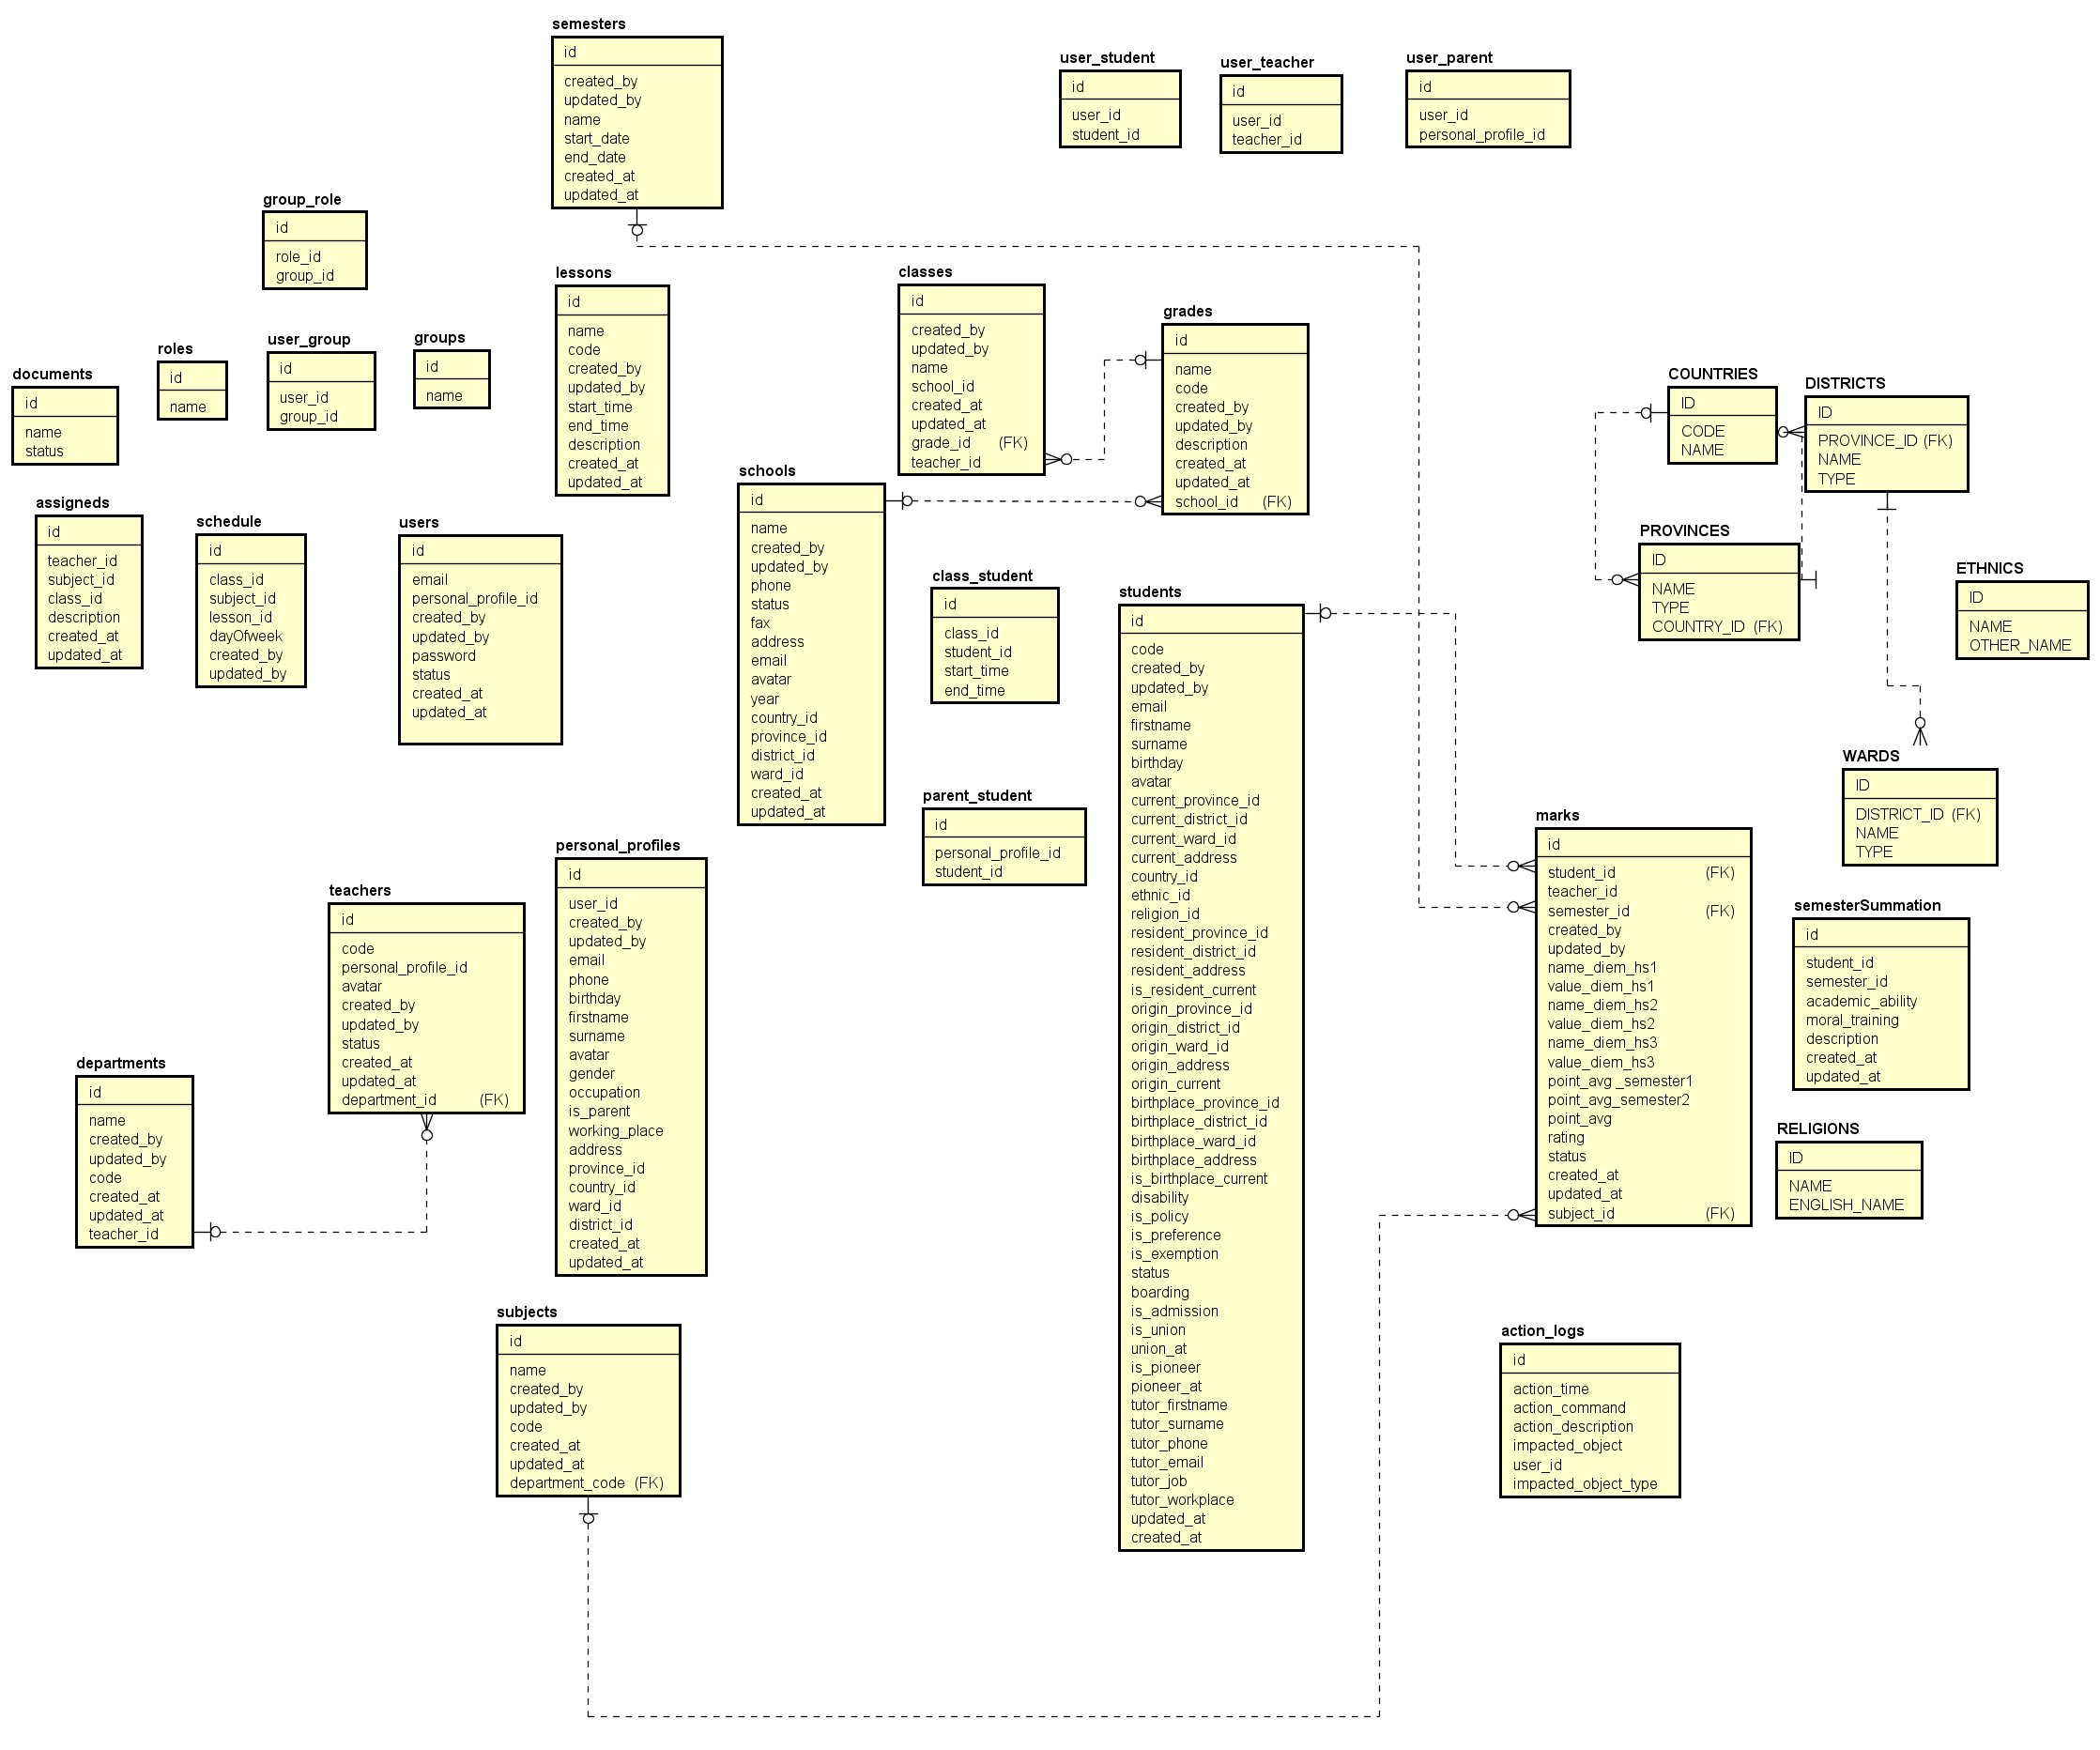 semesters
id
created_by
updated_by
name
start_date
end_date
created_at
updated_at
user_student
id
user_id
student_id
user_teacher
id
user_id
teacher_id
user_parent
id
user_id
personal_profile_id
group_role
id
role_id
group_id
lessons
id
name
code
created_by
updated_by
start_time
end_time
description
created_at
updated_at
classes
id
created_by
updated_by
name
school_id
created_at
updated_at
grade_id (FK)
teacher_id
grades
id
name
code
created_by
updated_by
description
created_at
updated_at
school_id (FK)
documents
id
name
status
roles
id
name
user_group
id
user_id
group_id
groups
id
name
COUNTRIES
ID
CODE
NAME
DISTRICTS
ID
PROVINCE_ID (FK)
NAME
TYPE
assigneds
id
teacher_id
subject_id
class_id
description
created_at
updated_at
schedule
id
class_id
subject_id
lesson_id
dayOfweek
created_by
updated_by
users
id
email
personal_profile_id
created_by
updated_by
password
status
created_at
updated_at
schools
id
name
created_by
updated_by
phone
status
fax
address
email
avatar
year
country_id
province_id
district_id
ward_id
created_at
updated_at
class_student
id
class_id
student_id
start_time
end_time
students
id
code
created_by
updated_by
email
firstname
surname
birthday
avatar
current_province_id
current_district_id
current_ward_id
current_address
country_id
ethnic_id
religion_id
resident_province_id
resident_district_id
resident_address
is_resident_current
origin_province_id
origin_district_id
origin_ward_id
origin_address
origin_current
birthplace_province_id
birthplace_district_id
birthplace_ward_id
birthplace_address
is_birthplace_current
disability
is_policy
is_preference
is_exemption
status
boarding
is_admission
is_union
union_at
is_pioneer
pioneer_at
tutor_firstname
tutor_surname
tutor_phone
tutor_email
tutor_job
tutor_workplace
updated_at
created_at
PROVINCES
ID
NAME
TYPE
COUNTRY_ID (FK)
ETHNICS
ID
NAME
OTHER_NAME
WARDS
ID
DISTRICT_ID (FK)
NAME
TYPE
parent_student
id
personal_profile_id
student_id
marks
id
student_id (FK)
teacher_id
semester_id (FK)
created_by
updated_by
name_diem_hs1
value_diem_hs1
name_diem_hs2
value_diem_hs2
name_diem_hs3
value_diem_hs3
point_avg _semester1
point_avg_semester2
point_avg
rating
status
created_at
updated_at
subject_id (FK)
semesterSummation
id
student_id
semester_id
academic_ability
moral_training
description
created_at
updated_at
personal_profiles
id
user_id
created_by
updated_by
email
phone
birthday
firstname
surname
avatar
gender
occupation
is_parent
working_place
address
province_id
country_id
ward_id
district_id
created_at
updated_at
teachers
id
code
personal_profile_id
avatar
created_by
updated_by
status
created_at
updated_at
department_id (FK)
departments
id
name
created_by
updated_by
code
created_at
updated_at
teacher_id
RELIGIONS
ID
NAME
ENGLISH_NAME
subjects
id
name
created_by
updated_by
code
created_at
updated_at
department_code (FK)
action_logs
id
action_time
action_command
action_description
impacted_object
user_id
impacted_object_type